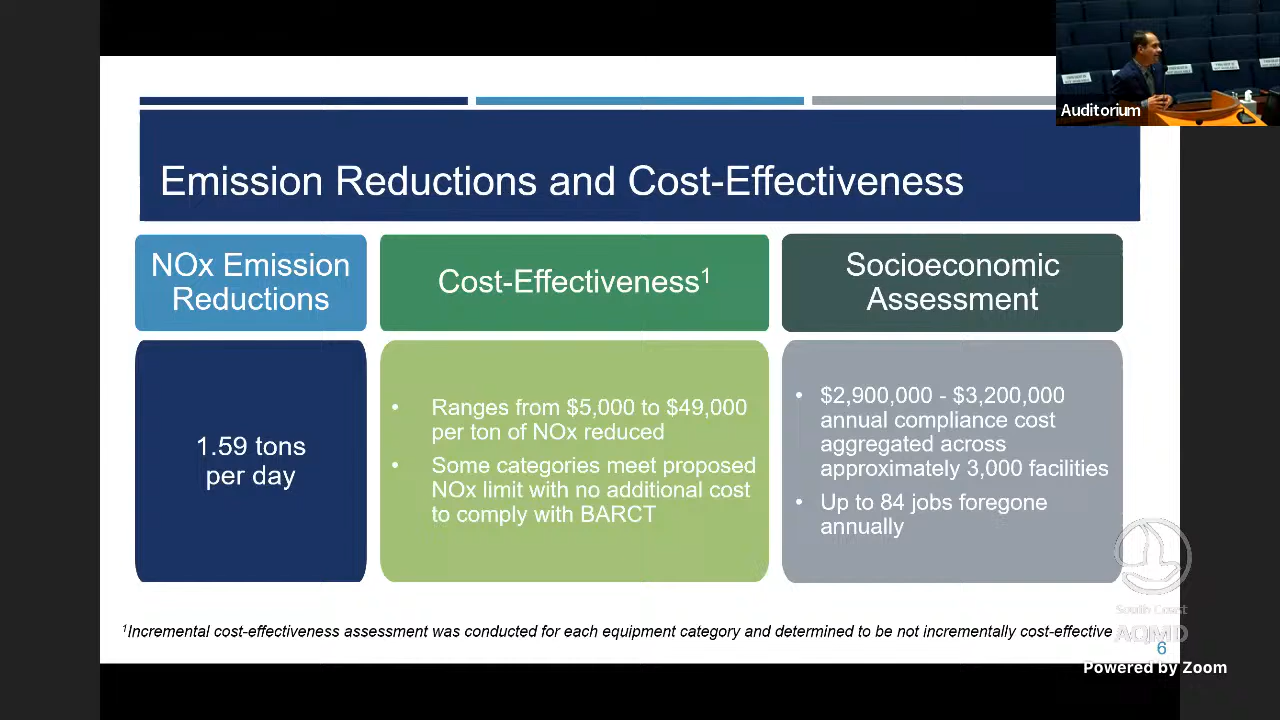 Auditorium
Emission Reductions and Cost-Effectiveness
NOx Emission
Reductions
Cost-Effectiveness¹
Socioeconomic
Assessment
1.59 tons
per day
• Ranges from $5,000 to $49,000
per ton of NOx reduced
• Some categories meet proposed
NOx limit with no additional cost
to comply with BARCT
• $2,900,000 - $3,200,000
annual compliance cost
aggregated across
approximately 3,000 facilities
• Up to 84 jobs foregone
annually
¹Incremental cost-effectiveness assessment was conducted for each equipment category and determined to be not incrementally cost-effective
South Coast
AQMD
6
Powered by Zoom